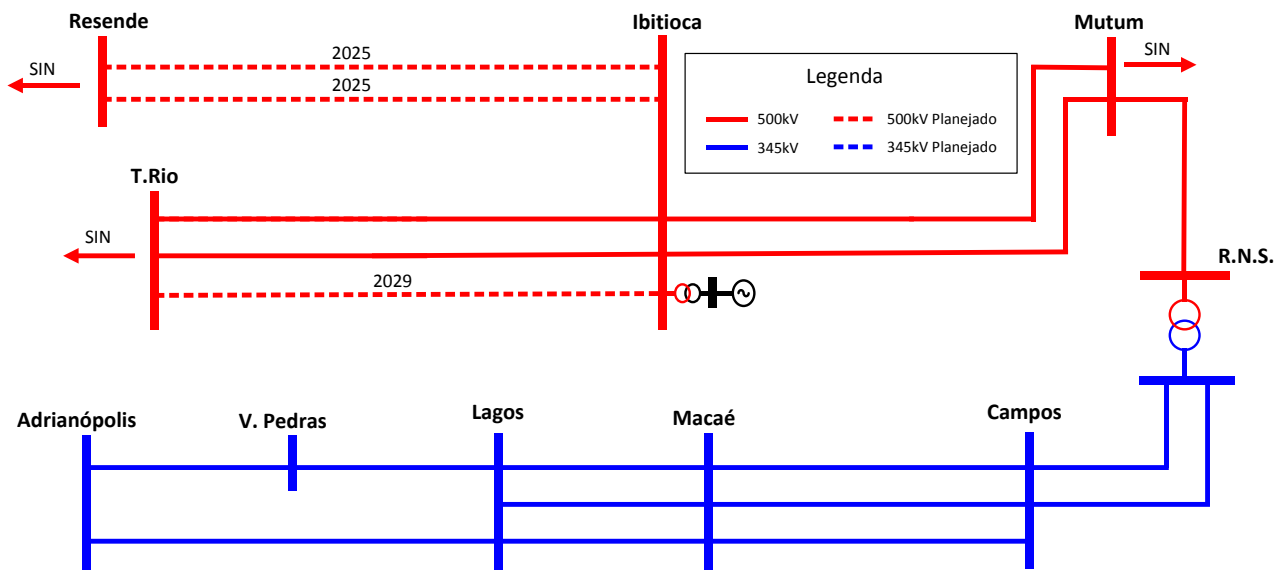 Resende
Ibitioca
Mutum
SIN
2025
2025
SIN
Legenda
500kV
500kV Planejado
345kV
345kV Planejado
T.Rio
SIN
2029
R.N.S.
Adrianópolis
V. Pedras
Lagos
Macaé
Campos